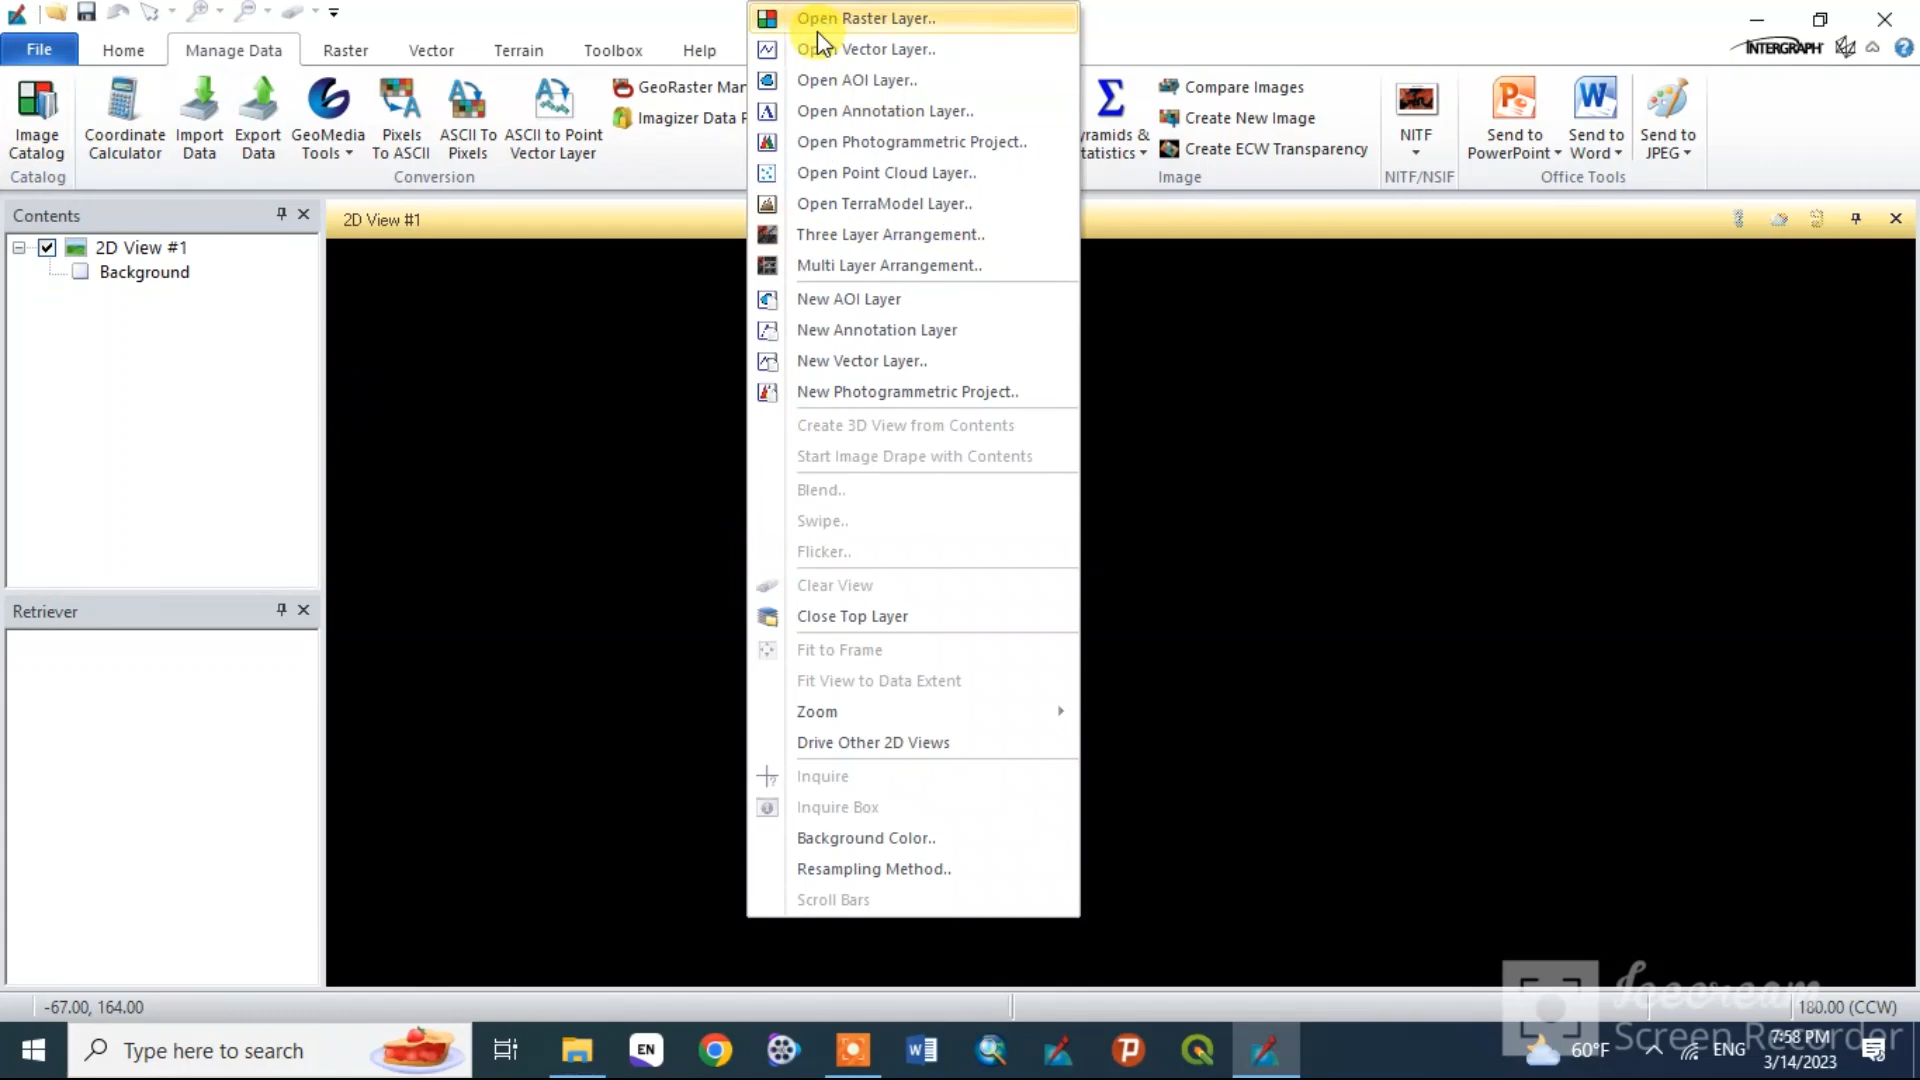 File
Home
Manage Data
Raster
Vector
Terrain
Toolbox
Help
INTERGRAPH
Image Catalog
Coordinate Calculator
Import Data
Export Data
GeoMedia Tools
Pixels To ASCII
ASCII To Pixels
ASCII to Point Vector Layer
GeoRaster Man
Imagizer Data P
yramids & tatistics
Compare Images
Create New Image
Create ECW Transparency
NITF
Send to PowerPoint
Send to Word
Send to JPEG
Catalog
Conversion
Image
NITF/NSIF
Office Tools
Open Raster Layer..
Open Vector Layer..
Open AOI Layer..
Open Annotation Layer..
Open Photogrammetric Project..
Open Point Cloud Layer..
Open TerraModel Layer..
Three Layer Arrangement..
Multi Layer Arrangement..
New AOI Layer
New Annotation Layer
New Vector Layer..
New Photogrammetric Project..
Create 3D View from Contents
Start Image Drape with Contents
Blend..
Swipe..
Flicker..
Clear View
Close Top Layer
Fit to Frame
Fit View to Data Extent
Zoom
Drive Other 2D Views
Inquire
Inquire Box
Background Color..
Resampling Method..
Scroll Bars
Contents
2D View #1
Background
2D View #1
Retriever
-67.00, 164.00
180.00 (CCW)
Icecream
Screen Recorder
Type here to search
EN
60°F
ENG
7:58 PM
3/14/2023